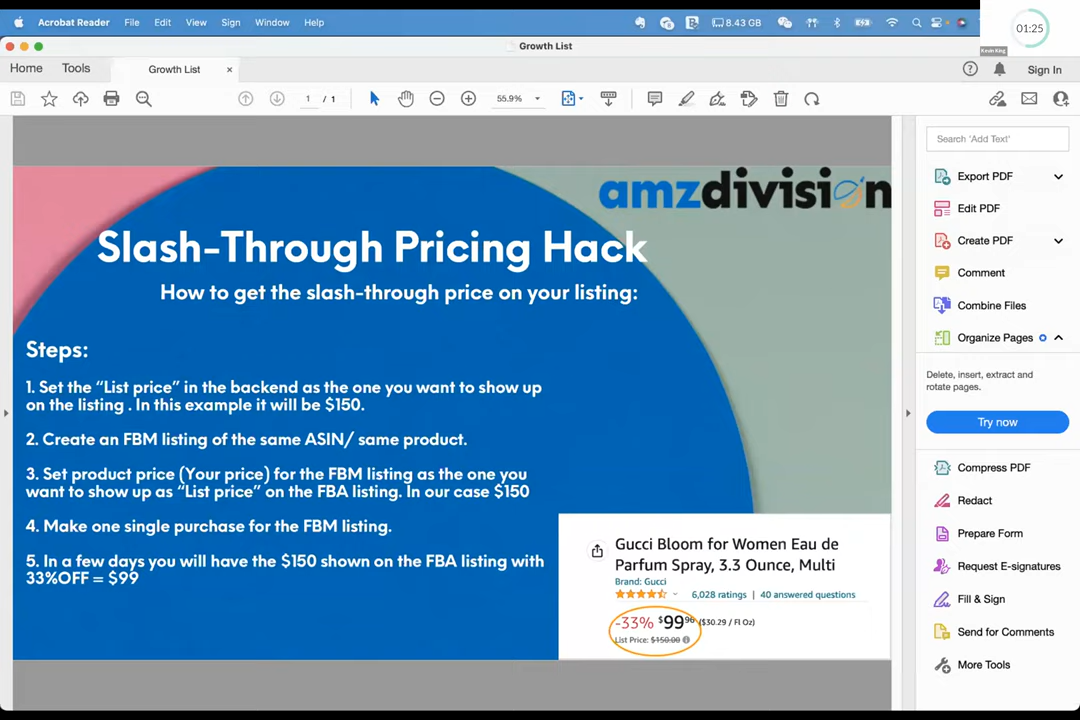 Acrobat Reader File Edit View Sign Window Help 8.43 GB
01:25
Kevin King
Growth List
Home Tools Growth List × Sign In
1 / 1 55.9%
Search 'Add Text'
Export PDF
Edit PDF
Create PDF
Comment
Combine Files
Organize Pages
Delete, insert, extract and
rotate pages.
Try now
Compress PDF
Redact
Prepare Form
Request E-signatures
Fill & Sign
Send for Comments
More Tools
amzdivision
Slash-Through Pricing Hack
How to get the slash-through price on your listing:
Steps:
1. Set the “List price” in the backend as the one you want to show up
on the listing . In this example it will be $150.
2. Create an FBM listing of the same ASIN/ same product.
3. Set product price (Your price) for the FBM listing as the one you
want to show up as “List price” on the FBA listing. In our case $150
4. Make one single purchase for the FBM listing.
5. In a few days you will have the $150 shown on the FBA listing with
33%OFF = $99
Gucci Bloom for Women Eau de
Parfum Spray, 3.3 Ounce, Multi
Brand: Gucci
6,028 ratings | 40 answered questions
-33% $99⁹⁶ ($30.29 / Fl Oz)
List Price: $150.00